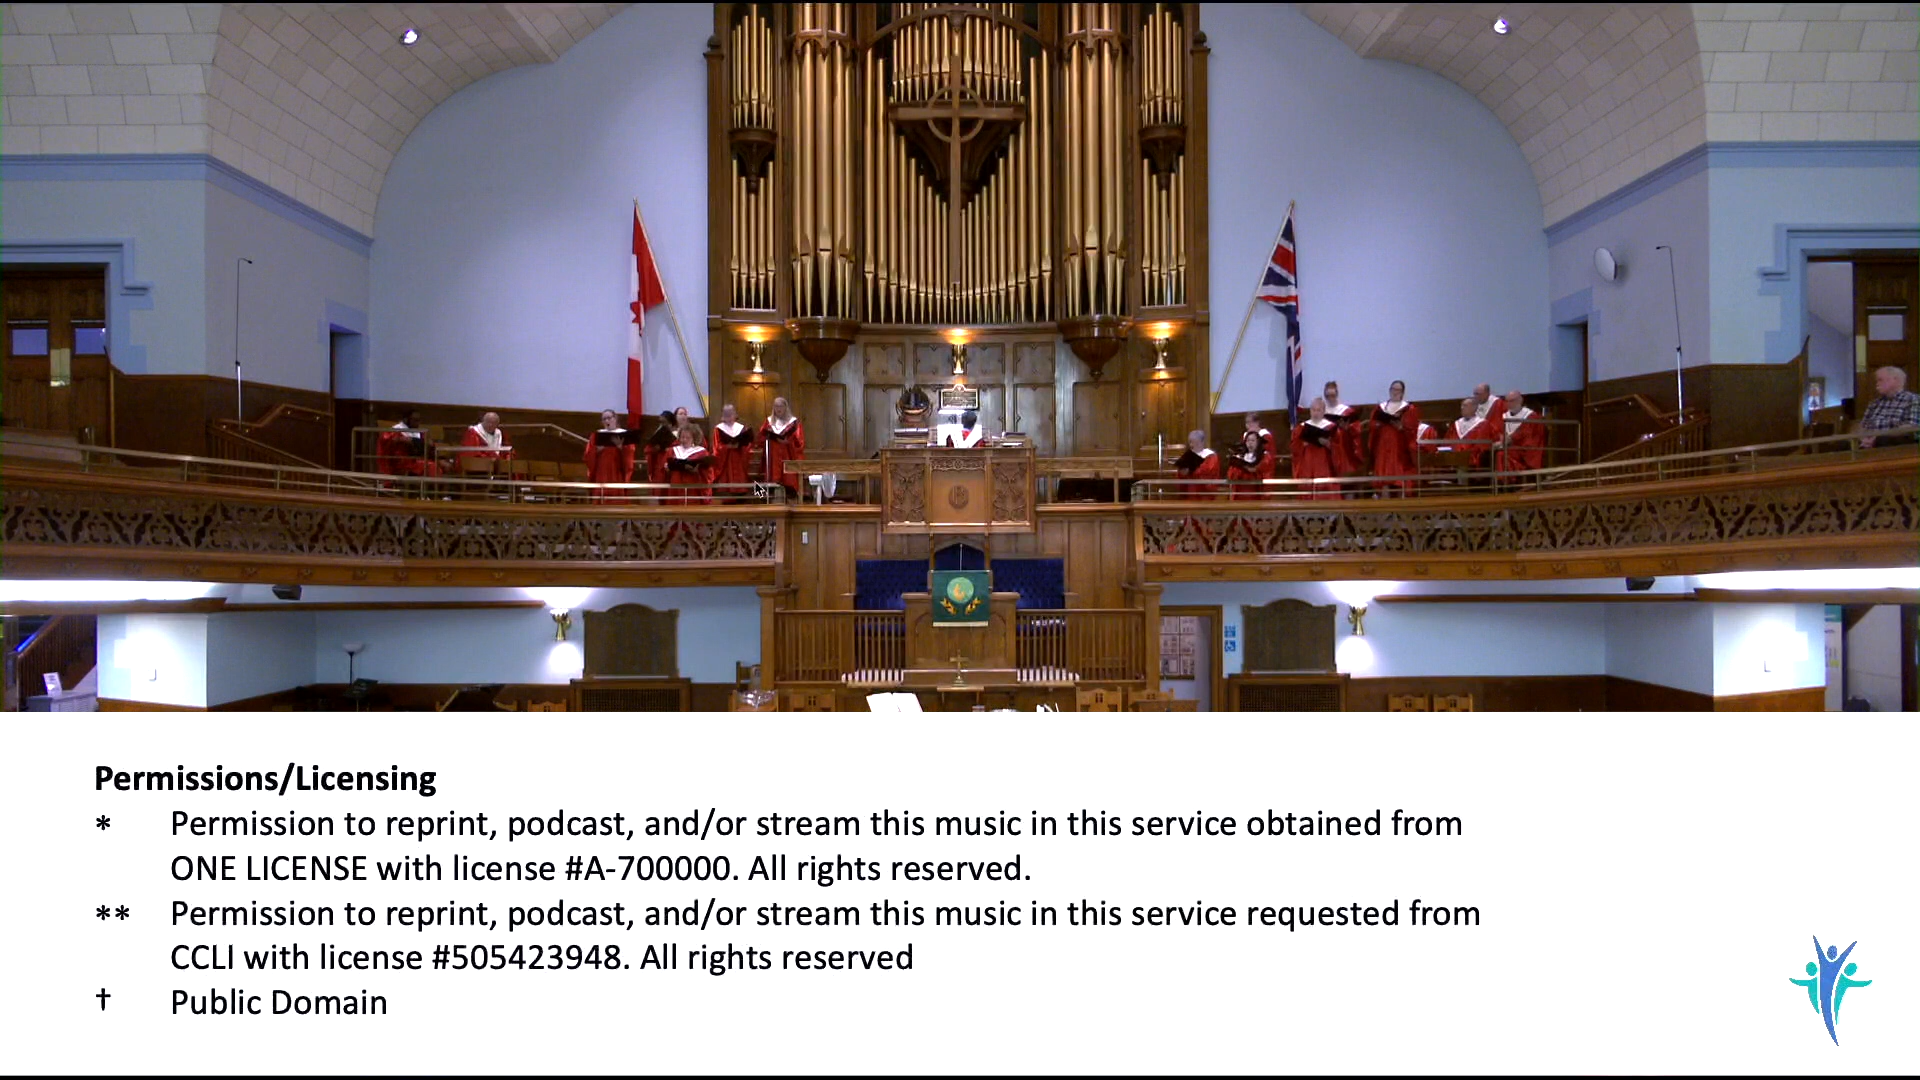 Permissions/Licensing
* Permission to reprint, podcast, and/or stream this music in this service obtained from
ONE LICENSE with license #A-700000. All rights reserved.
** Permission to reprint, podcast, and/or stream this music in this service requested from
CCLI with license #505423948. All rights reserved
† Public Domain